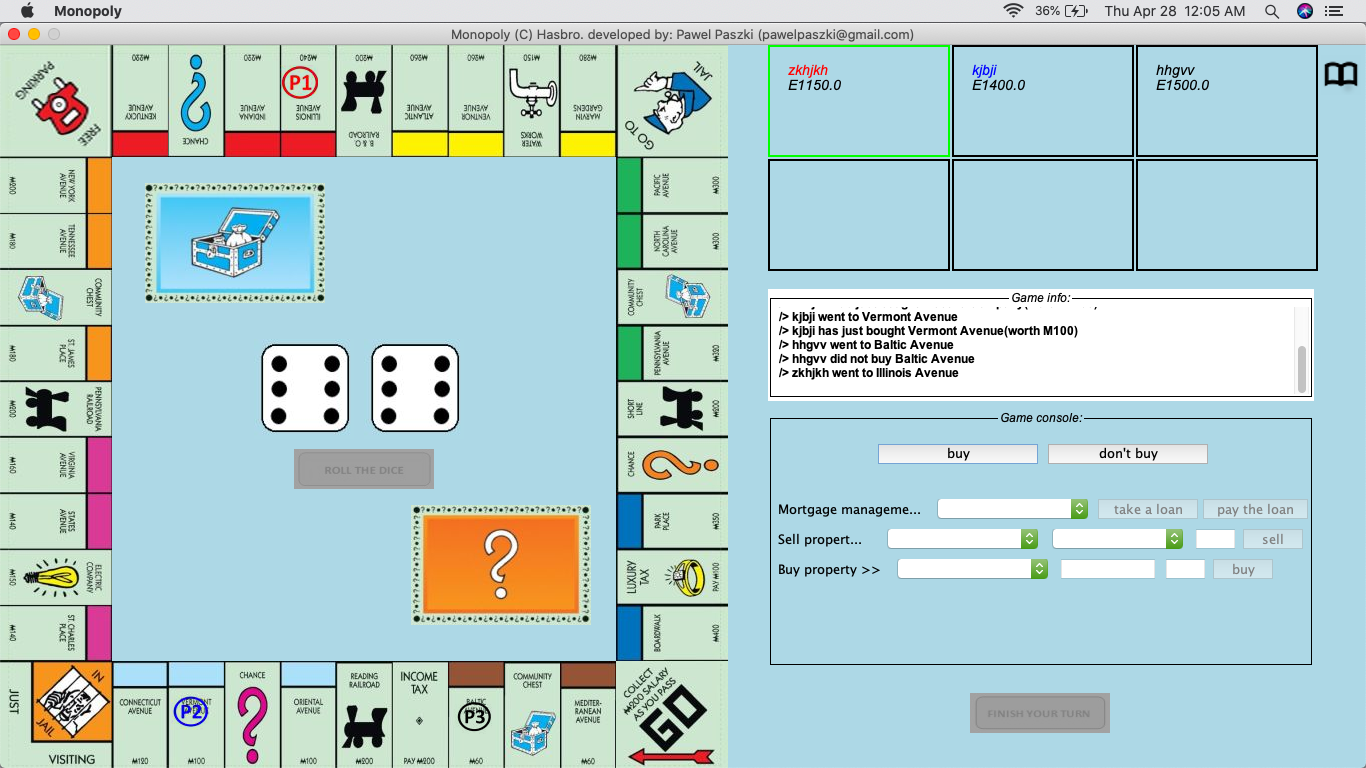 Monopoly
36%
Thu Apr 28 12:05 AM
Monopoly (C) Hasbro. developed by: Pawel Paszki (pawelpaszki@gmail.com)
FREE PARKING
KENTUCKY AVENUE
₩220
CHANCE
INDIANA AVENUE
₩220
ILLINOIS AVENUE
₩240
P1
B. & O. RAILROAD
₩200
ATLANTIC AVENUE
₩260
VENTNOR AVENUE
₩260
WATER WORKS
₩150
MARVIN GARDENS
₩280
GO TO JAIL
NEW YORK AVENUE
₩200
TENNESSEE AVENUE
₩180
COMMUNITY CHEST
ST. JAMES PLACE
₩180
PENNSYLVANIA RAILROAD
₩200
VIRGINIA AVENUE
₩160
STATES AVENUE
₩140
ELECTRIC COMPANY
₩150
ST. CHARLES PLACE
₩140
PACIFIC AVENUE
₩300
NORTH CAROLINA AVENUE
₩300
COMMUNITY CHEST
PENNSYLVANIA AVENUE
₩320
SHORT LINE
₩200
CHANCE
PARK PLACE
₩350
LUXURY TAX
PAY ₩100
BOARDWALK
₩400
ROLL THE DICE
JUST
IN JAIL
VISITING
CONNECTICUT AVENUE
₩120
P2
₩100
CHANCE
ORIENTAL AVENUE
₩100
READING RAILROAD
₩200
INCOME TAX
PAY ₩200
BALTIC
P3
₩60
COMMUNITY CHEST
MEDITER-
RANEAN
AVENUE
₩60
COLLECT
₩200 SALARY
AS YOU PASS
GO
zkhjkh
E1150.0
kjbji
E1400.0
hhgvv
E1500.0
Game info:
/> kjbji went to Vermont Avenue
/> kjbji has just bought Vermont Avenue(worth M100)
/> hhgvv went to Baltic Avenue
/> hhgvv did not buy Baltic Avenue
/> zkhjkh went to Illinois Avenue
Game console:
buy
don't buy
Mortgage manageme...
take a loan
pay the loan
Sell propert...
sell
Buy property >>
buy
FINISH YOUR TURN